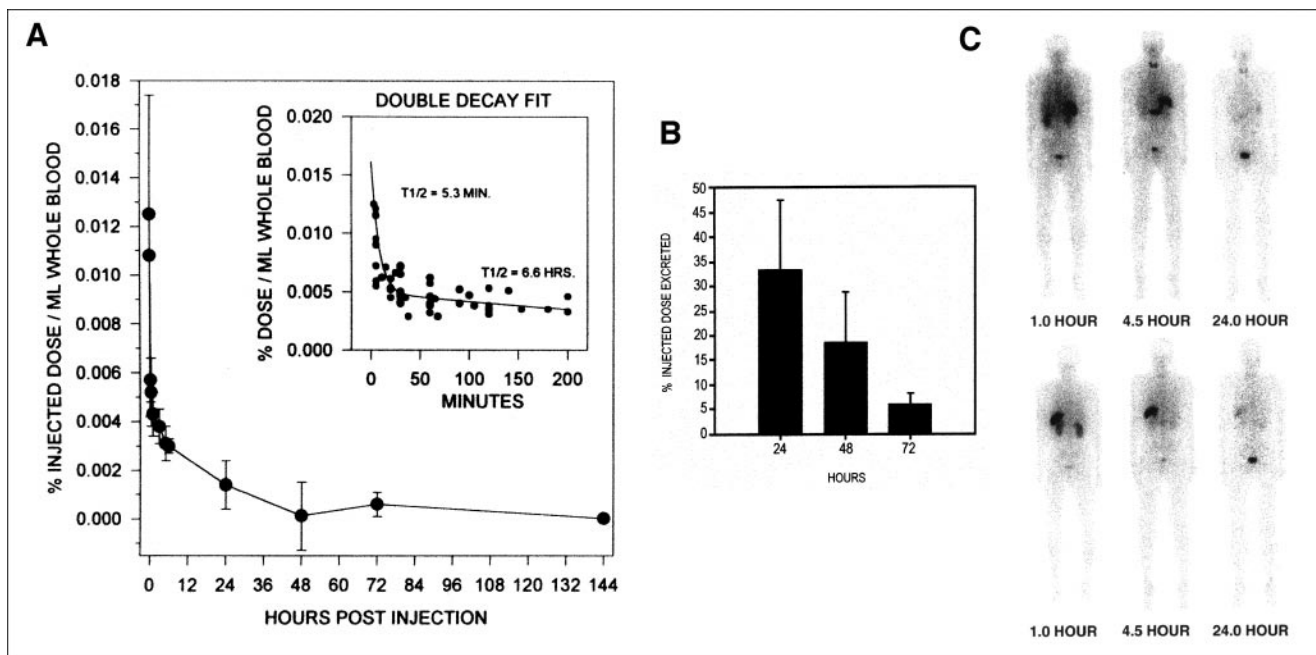 A
0.018
0.016
0.014
0.012
0.010
0.008
0.006
0.004
0.002
0.000
% INJECTED DOSE / ML WHOLE BLOOD
0 12 24 36 48 60 72 84 96 108 120 132 144
HOURS POST INJECTION
DOUBLE DECAY FIT
0.020
0.015
0.010
0.005
0.000
% DOSE / ML WHOLE BLOOD
T1/2 = 5.3 MIN.
T1/2 = 6.6 HRS.
0 50 100 150 200
MINUTES
B
50
45
40
35
30
25
20
15
10
5
0
% INJECTED DOSE EXCRETED
24 48 72
HOURS
C
1.0 HOUR 4.5 HOUR 24.0 HOUR
1.0 HOUR 4.5 HOUR 24.0 HOUR